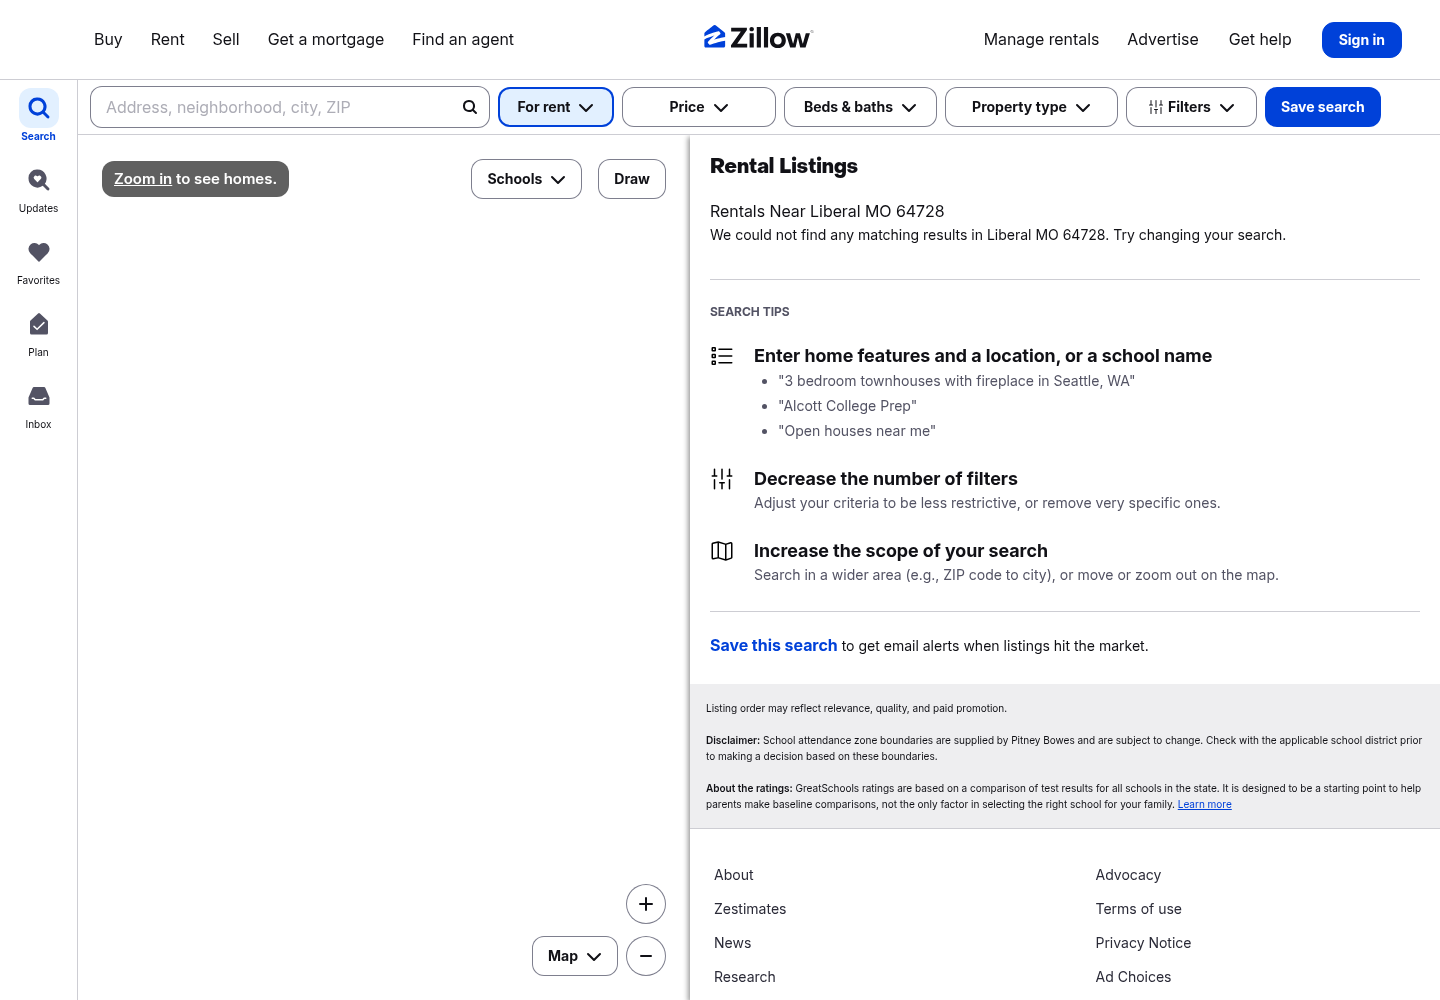 Buy Rent Sell Get a mortgage Find an agent Zillow Manage rentals Advertise Get help Sign in
Address, neighborhood, city, ZIP For rent Price Beds & baths Property type Filters Save search
Search
Updates
Favorites
Plan
Inbox
Zoom in to see homes. Schools Draw
Map
Rental Listings
Rentals Near Liberal MO 64728
We could not find any matching results in Liberal MO 64728. Try changing your search.
SEARCH TIPS
Enter home features and a location, or a school name
• "3 bedroom townhouses with fireplace in Seattle, WA"
• "Alcott College Prep"
• "Open houses near me"
Decrease the number of filters
Adjust your criteria to be less restrictive, or remove very specific ones.
Increase the scope of your search
Search in a wider area (e.g., ZIP code to city), or move or zoom out on the map.
Save this search to get email alerts when listings hit the market.
Listing order may reflect relevance, quality, and paid promotion.
Disclaimer: School attendance zone boundaries are supplied by Pitney Bowes and are subject to change. Check with the applicable school district prior
to making a decision based on these boundaries.
About the ratings: GreatSchools ratings are based on a comparison of test results for all schools in the state. It is designed to be a starting point to help
parents make baseline comparisons, not the only factor in selecting the right school for your family. Learn more
About Advocacy
Zestimates Terms of use
News Privacy Notice
Research Ad Choices